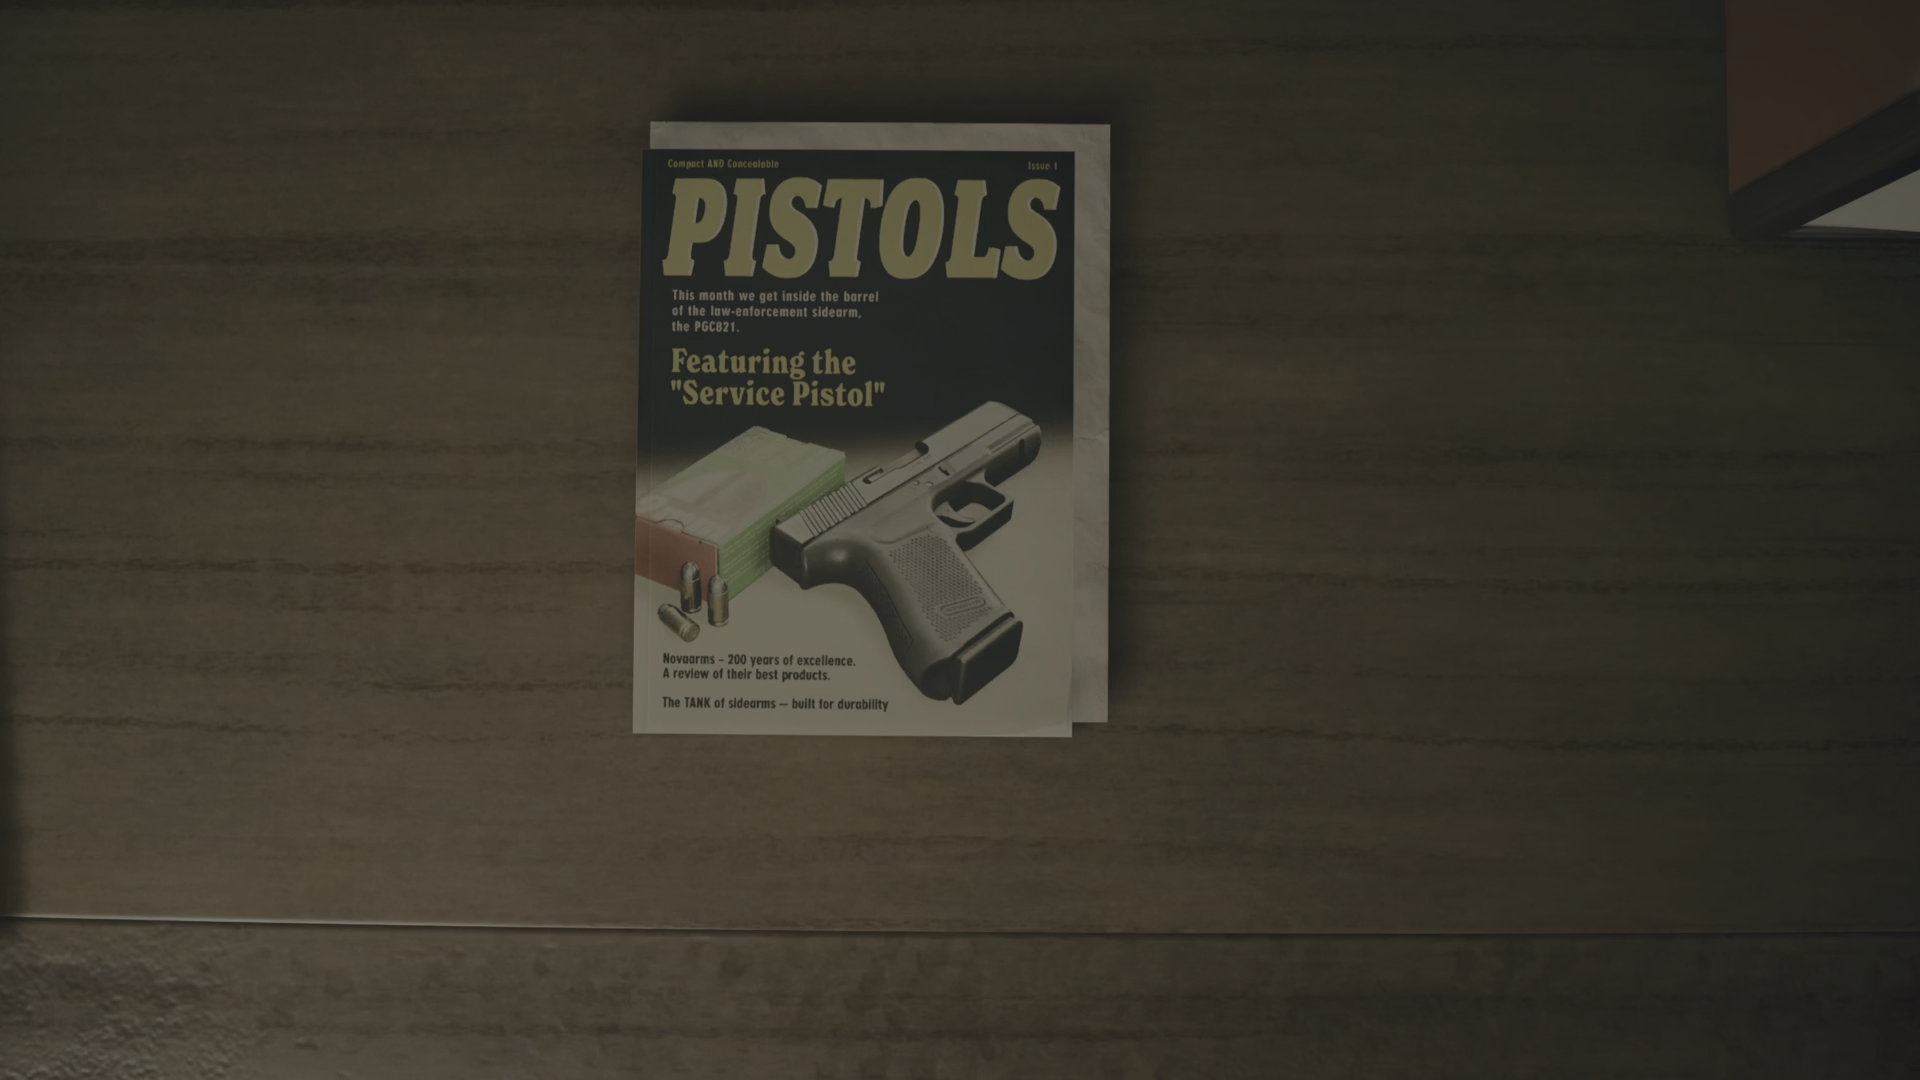 Compact AND Concealable
Issue 1
PISTOLS
This month we get inside the barrel
of the law-enforcement sidearm,
the PGC821.
Featuring the
"Service Pistol"
Novaarms – 200 years of excellence.
A review of their best products.
The TANK of sidearms – built for durability